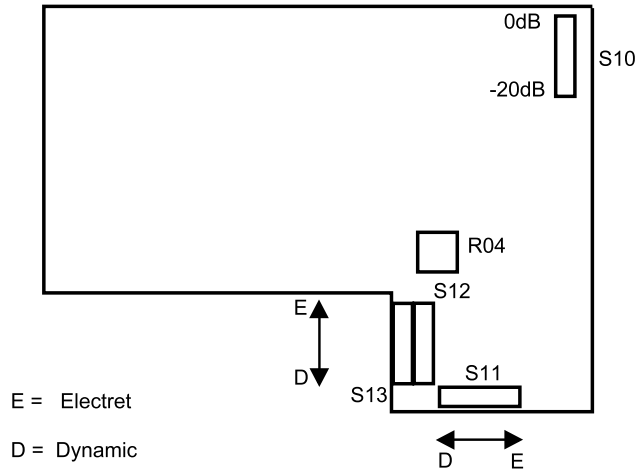 0dB
S10
-20dB
R04
S12
E
D
S13
S11
E = Electret
D E
D = Dynamic